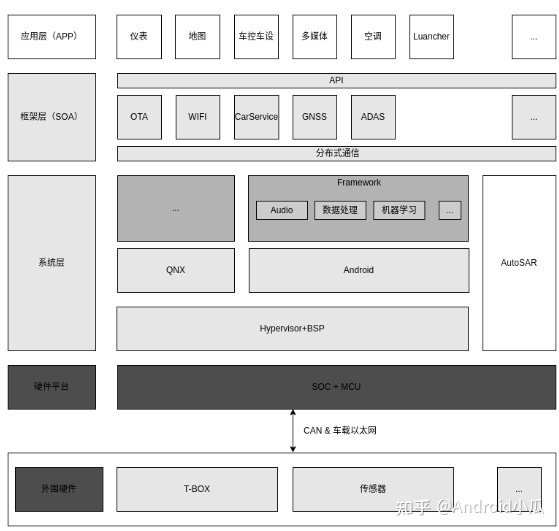 应用层（APP）
仪表
地图
车控车设
多媒体
空调
Luancher
...
API
框架层（SOA）
OTA
WIFI
CarService
GNSS
ADAS
...
分布式通信
系统层
...
Framework
Audio
数据处理
机器学习
...
QNX
Android
AutoSAR
Hypervisor+BSP
硬件平台
SOC + MCU
CAN & 车载以太网
外围硬件
T-BOX
传感器
...
知乎 @Android小瓜